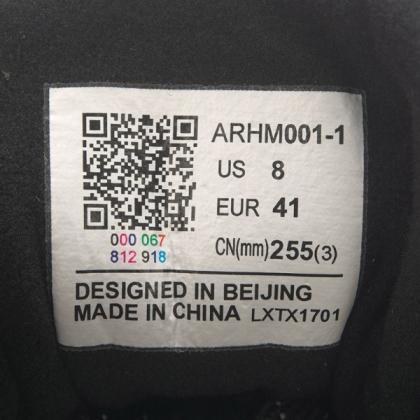 ARHM001-1
US 8
EUR 41
000 067
812 918
CN(mm)255(3)
DESIGNED IN BEIJING
MADE IN CHINA LXTX1701